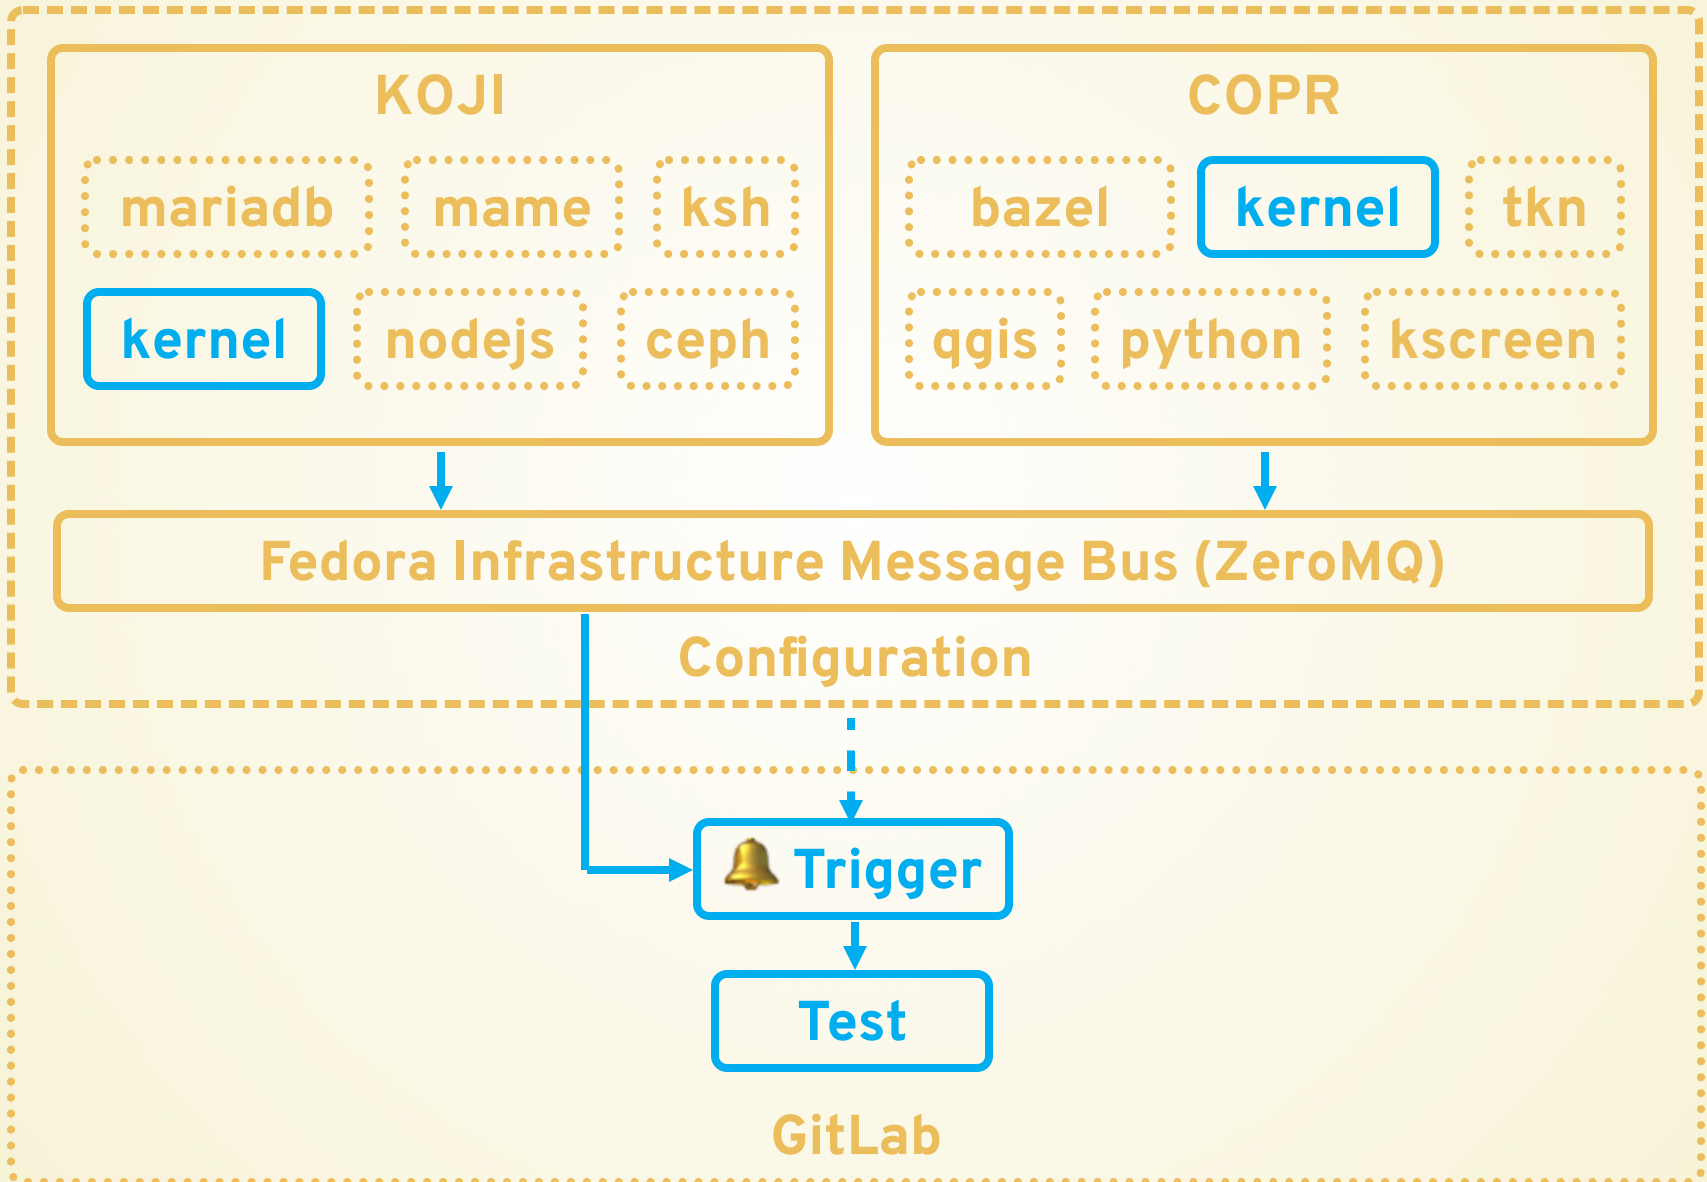 KOJI
mariadb
mame
ksh
kernel
nodejs
ceph
COPR
bazel
kernel
tkn
qgis
python
kscreen
Fedora Infrastructure Message Bus (ZeroMQ)
Configuration
Trigger
Test
GitLab